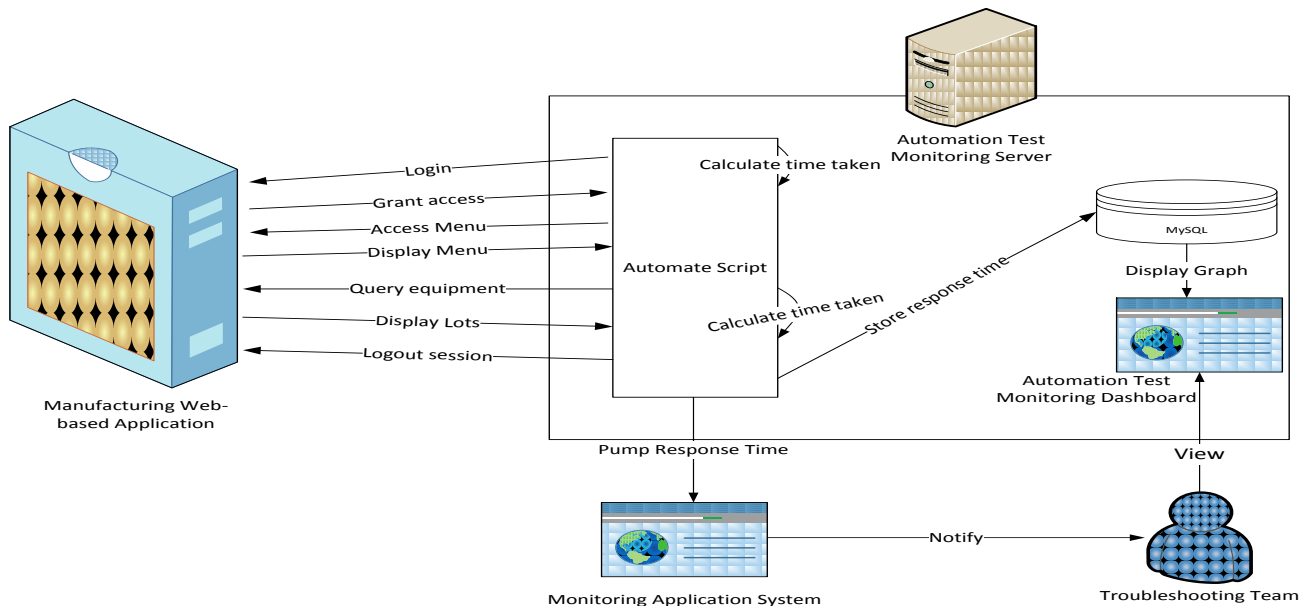 Automation Test
Monitoring Server
Login
Calculate time taken
Grant access
Access Menu
MySQL
Display Menu
Automate Script
Display Graph
Query equipment
Store response time
Calculate time taken
Display Lots
Logout session
Automation Test
Monitoring Dashboard
Manufacturing Web-
based Application
Pump Response Time
View
Notify
Monitoring Application System
Troubleshooting Team